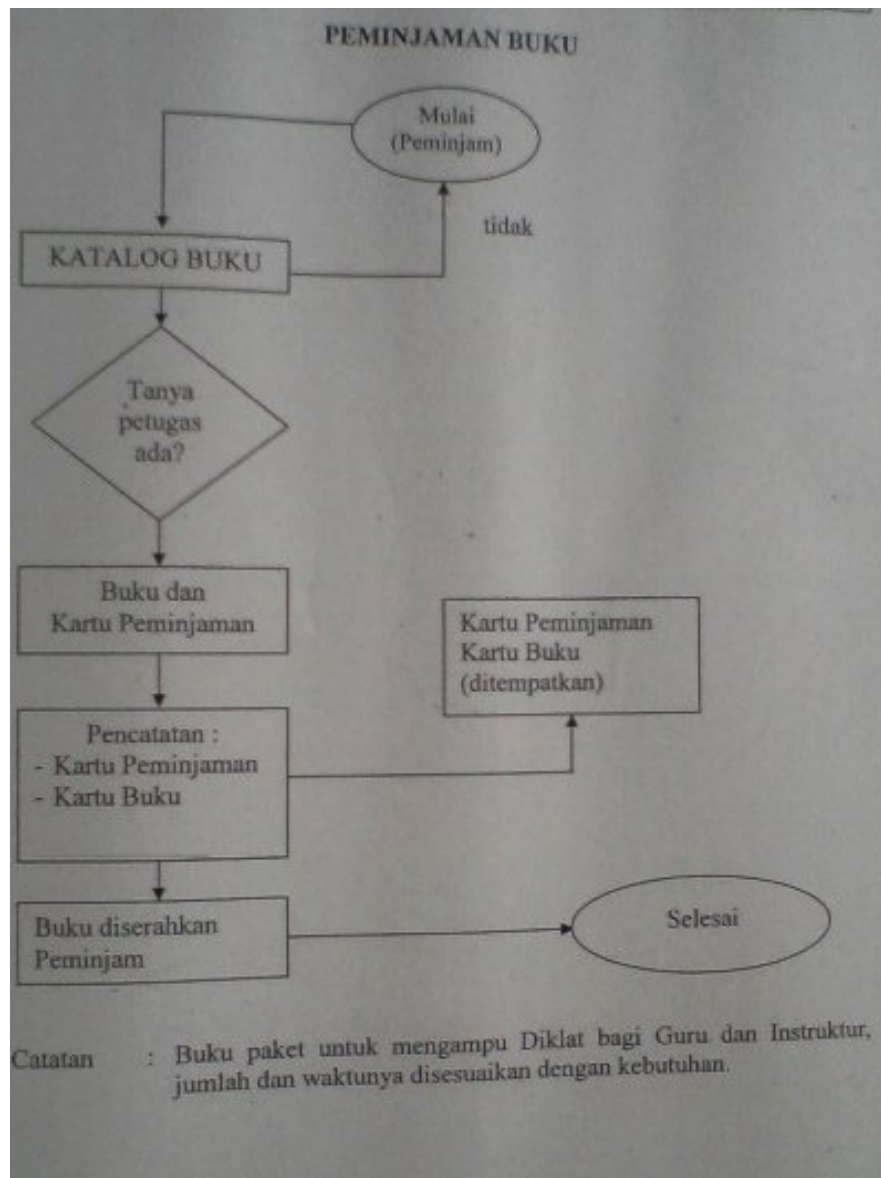 PEMINJAMAN BUKU
Mulai
(Peminjam)
tidak
KATALOG BUKU
Tanya
petugas
ada?
Buku dan
Kartu Peminjaman
Kartu Peminjaman
Kartu Buku
(ditempatkan)
Pencatatan :
- Kartu Peminjaman
- Kartu Buku
Buku diserahkan
Peminjam
Selesai
Catatan : Buku paket untuk mengampu Diklat bagi Guru dan Instruktur,
jumlah dan waktunya disesuaikan dengan kebutuhan.